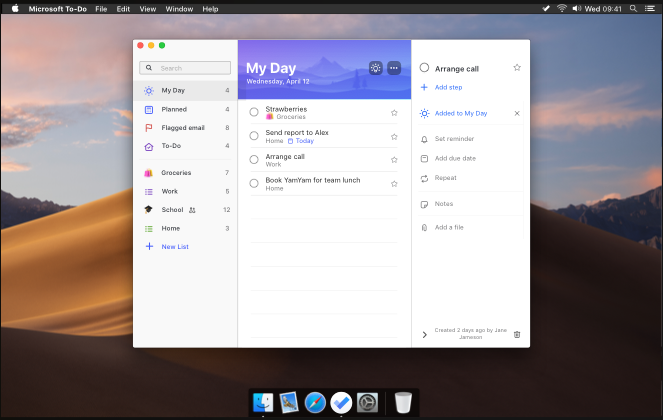 Microsoft To-Do File Edit View Window Help
Wed 09:41
Search
My Day 4
Planned 4
Flagged email 8
To-Do 4
Groceries 7
Work 5
School 12
Home 3
New List
My Day
Wednesday, April 12
Strawberries
Groceries
Send report to Alex
Home Today
Arrange call
Work
Book YamYam for team lunch
Home
Arrange call
Add step
Added to My Day
Set reminder
Add due date
Repeat
Notes
Add a file
Created 2 days ago by Jane
Jamieson